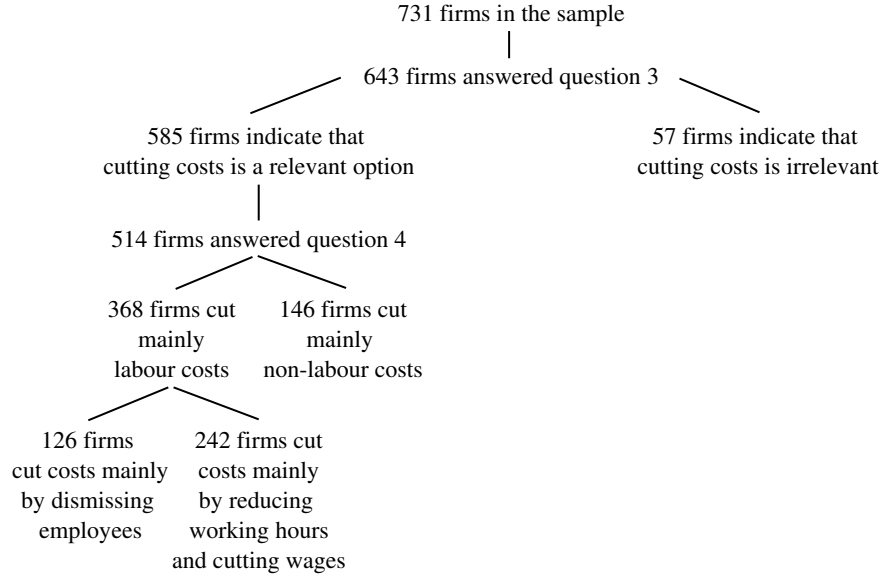 731 firms in the sample
643 firms answered question 3
585 firms indicate that
cutting costs is a relevant option
57 firms indicate that
cutting costs is irrelevant
514 firms answered question 4
368 firms cut
mainly
labour costs
146 firms cut
mainly
non-labour costs
126 firms
cut costs mainly
by dismissing
employees
242 firms cut
costs mainly
by reducing
working hours
and cutting wages